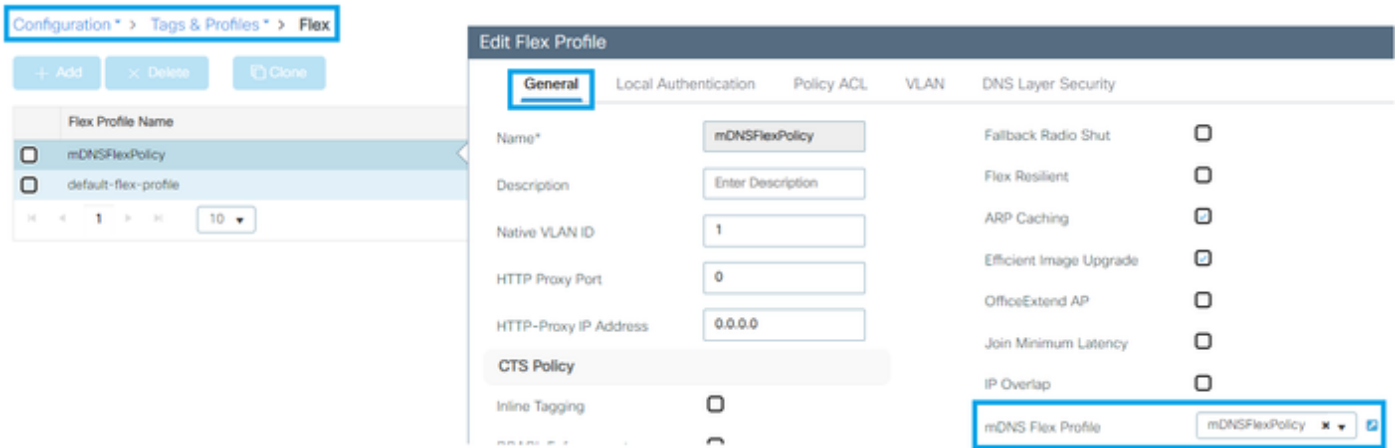 Configuration > Tags & Profiles > Flex
+ Add
× Delete
Clone
Flex Profile Name
mDNSFlexPolicy
default-flex-profile
1
10
Edit Flex Profile
General
Local Authentication
Policy ACL
VLAN
DNS Layer Security
Name*
mDNSFlexPolicy
Description
Enter Description
Native VLAN ID
1
HTTP Proxy Port
0
HTTP-Proxy IP Address
0.0.0.0
CTS Policy
Inline Tagging
Fallback Radio Shut
Flex Resilient
ARP Caching
Efficient Image Upgrade
OfficeExtend AP
Join Minimum Latency
IP Overlap
mDNS Flex Profile
mDNSFlexPolicy